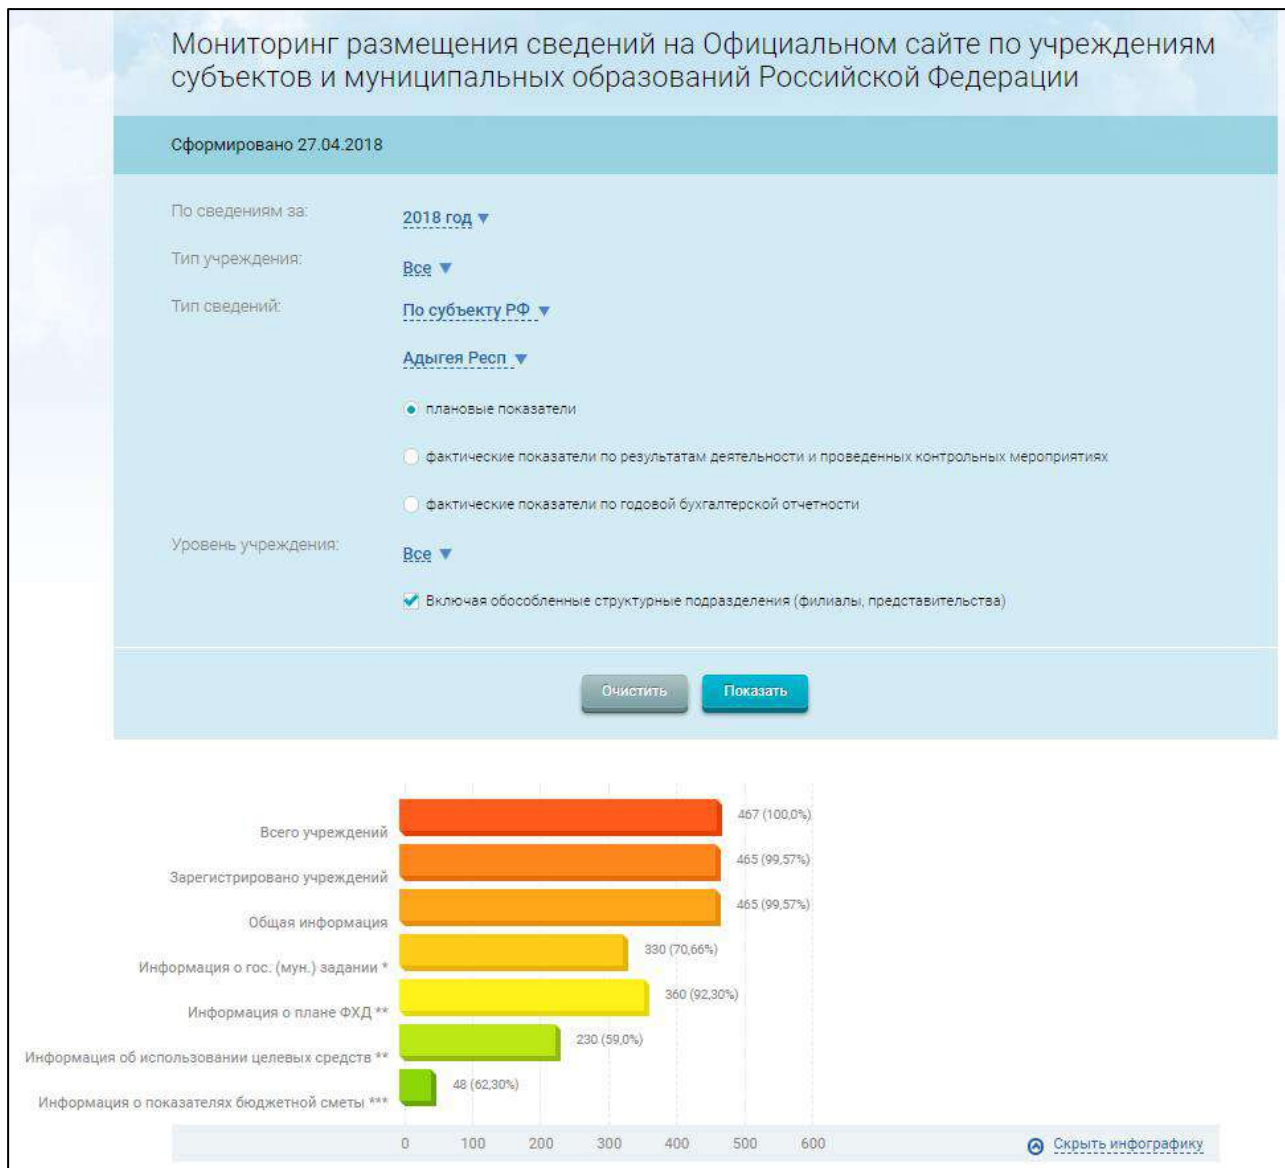 Мониторинг размещения сведений на Официальном сайте по учреждениям
субъектов и муниципальных образований Российской Федерации
Сформировано 27.04.2018
По сведениям за:
2018 год
Тип учреждения:
Все
Тип сведений:
По субъекту РФ
Адыгея Респ
плановые показатели
фактические показатели по результатам деятельности и проведенных контрольных мероприятиях
фактические показатели по годовой бухгалтерской отчетности
Уровень учреждения:
Все
Включая обособленные структурные подразделения (филиалы, представительства)
Очистить
Показать
Всего учреждений
467 (100,0%)
Зарегистрировано учреждений
465 (99,57%)
Общая информация
465 (99,57%)
Информация о гос. (мун.) задании *
330 (70,66%)
Информация о плане ФХД **
360 (92,30%)
Информация об использовании целевых средств **
230 (59,0%)
Информация о показателях бюджетной сметы ***
48 (62,30%)
0 100 200 300 400 500 600
Скрыть инфографику